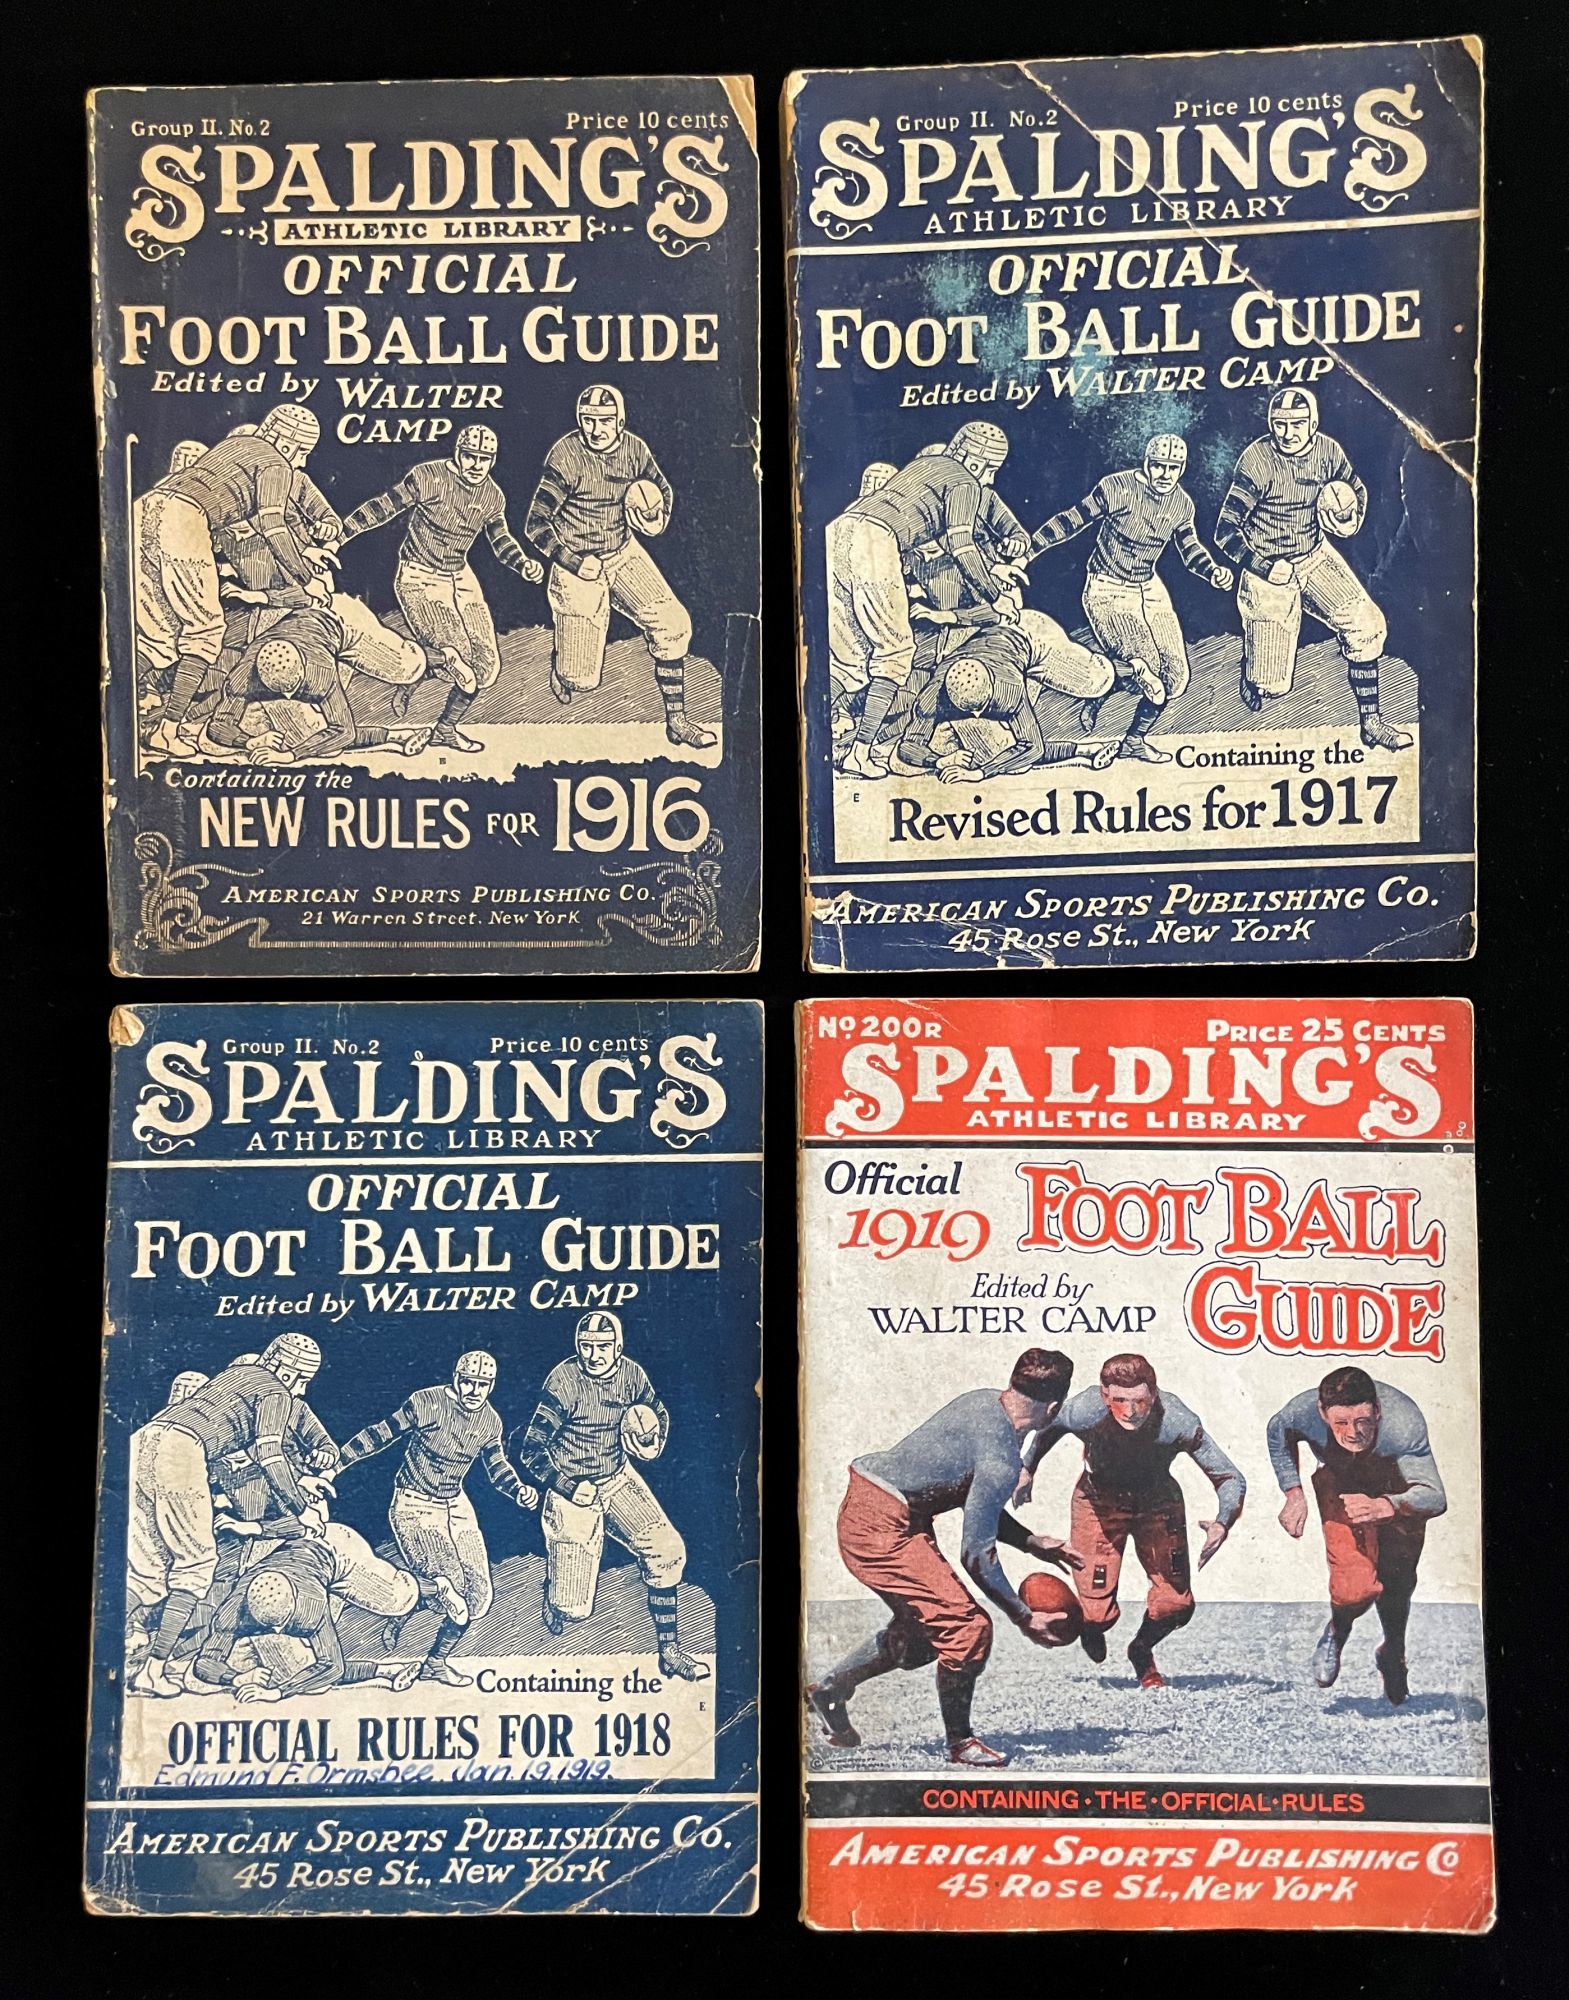 Group II. No. 2
Price 10 cents
SPALDING'S
ATHLETIC LIBRARY
OFFICIAL
FOOT BALL GUIDE
Edited by WALTER
CAMP
Containing the
NEW RULES FOR 1916
AMERICAN SPORTS PUBLISHING CO.
21 Warren Street, New York
Group II. No. 2
Price 10 cents
SPALDING'S
ATHLETIC LIBRARY
OFFICIAL
FOOT BALL GUIDE
Edited by WALTER CAMP
Containing the
E
Revised Rules for 1917
AMERICAN SPORTS PUBLISHING CO.
45 Rose St., New York
Group II. No. 2
Price 10 cents
SPALDING'S
ATHLETIC LIBRARY
OFFICIAL
FOOT BALL GUIDE
Edited by WALTER CAMP
Containing the
E
OFFICIAL RULES FOR 1918
Edmund F. Ormsbee Jan. 19, 1919.
AMERICAN SPORTS PUBLISHING CO.
45 Rose St., New York
No. 200R
PRICE 25 CENTS
SPALDING'S
ATHLETIC LIBRARY
Official
1919
FOOT BALL
GUIDE
Edited by
WALTER CAMP
CONTAINING·THE·OFFICIAL·RULES
AMERICAN SPORTS PUBLISHING CO
45 Rose St., New York